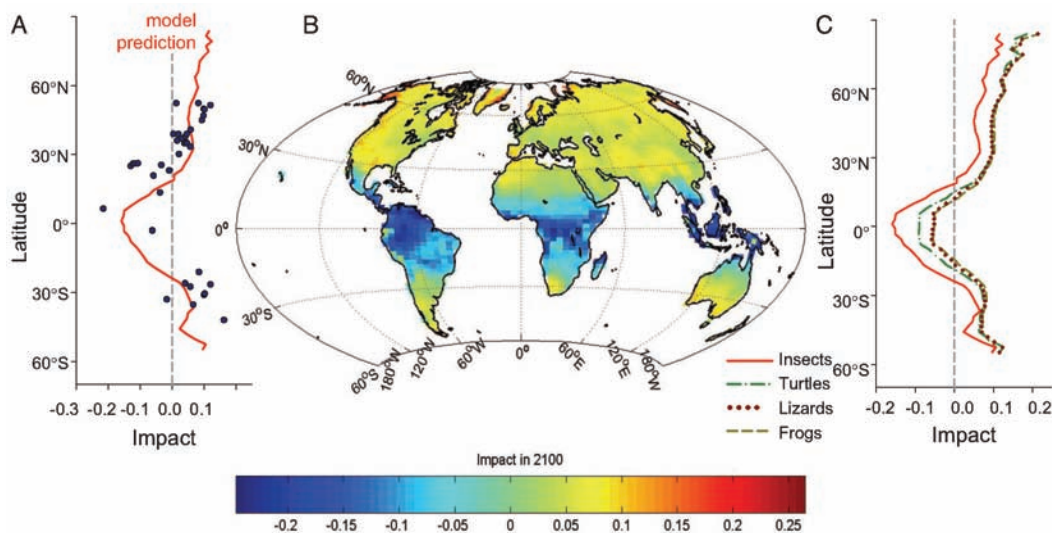 A
model
prediction
Latitude
60°N
30°N
0°
30°S
60°S
-0.3 -0.2 -0.1 0.0 0.1
Impact
B
60°N
30°N
0°
30°S
60°S
180°W
120°W
60°W
0°
60°E
120°E
180°W
C
Latitude
60°N
30°N
0°
30°S
60°S
-0.2 -0.1 0.0 0.1 0.2
Impact
Insects
Turtles
Lizards
Frogs
Impact in 2100
-0.2 -0.15 -0.1 -0.05 0 0.05 0.1 0.15 0.2 0.25